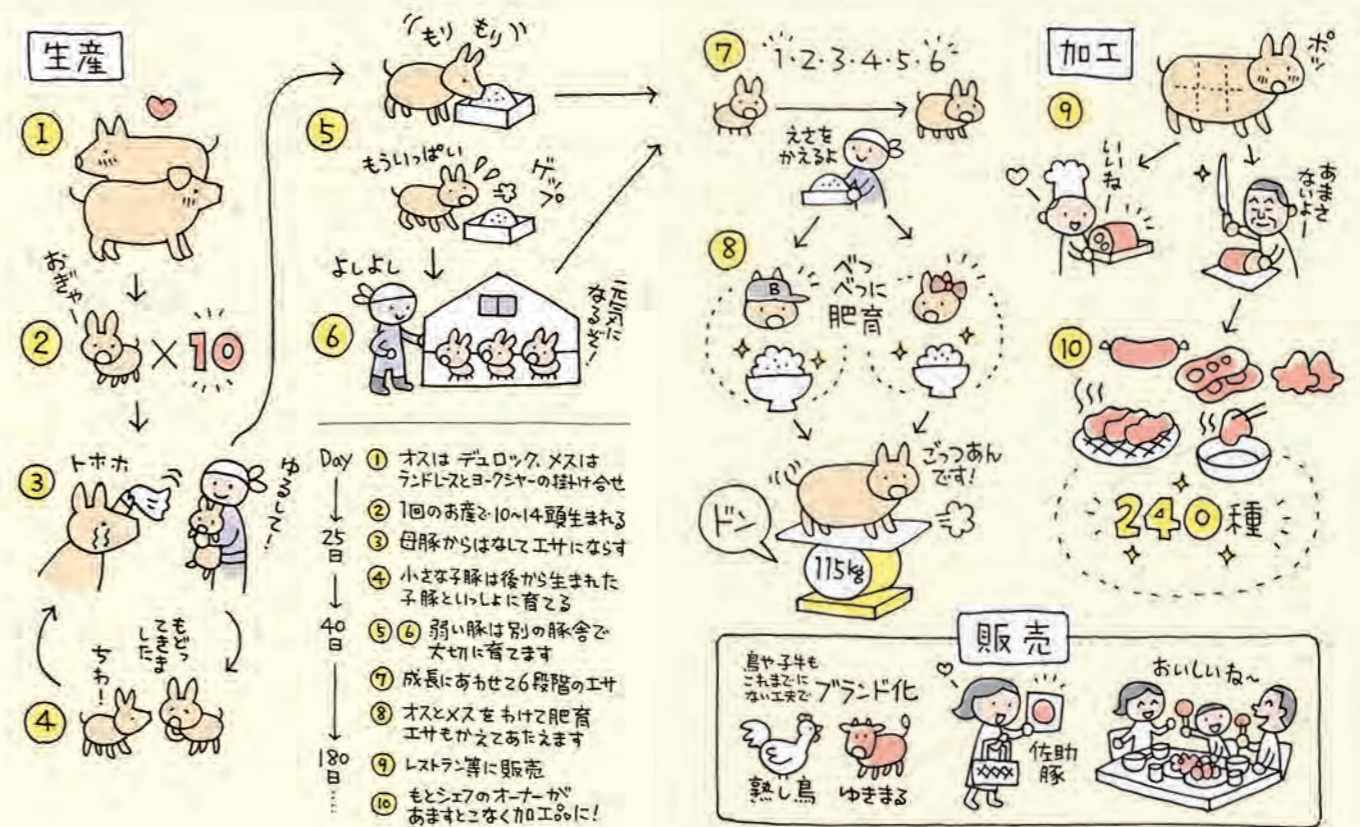 生産
①
②
おぎゃー
×10
③
トホホ
ゆるして〜!
④
ちわー!
もどっ
てきま
した
⑤
もりもり
もういっぱい
ゲップ
⑥
よしよし
元気に
なるぞ!
Day
25日
40日
180日
……
① オスはデュロック、メスは
ランドレースとヨークシャーの掛け合せ
② 1回のお産で10〜14頭生まれる
③ 母豚からはなしてエサにならす
④ 小さな子豚は後から生まれた
子豚といっしょに育てる
⑤⑥ 弱い豚は別の豚舎で
大切に育てます
⑦ 成長にあわせて6段階のエサ
⑧ オスとメスをわけて肥育
エサもかえてあたえます
⑨ レストラン等に販売
⑩ もとシェフのオーナーが
あますとこなく加工品に!
⑦
1・2・3・4・5・6
えさを
かえるよ
⑧
B
べつ
べつに
肥育
ごっつあん
です!
ドン
115kg
加工
⑨
ポッ
いいね
あまさ
ないよー
⑩
240種
販売
鳥や子牛も
これまでに
ない工夫で
ブランド化
熟し鳥
ゆきまる
佐助
豚
おいしいね〜